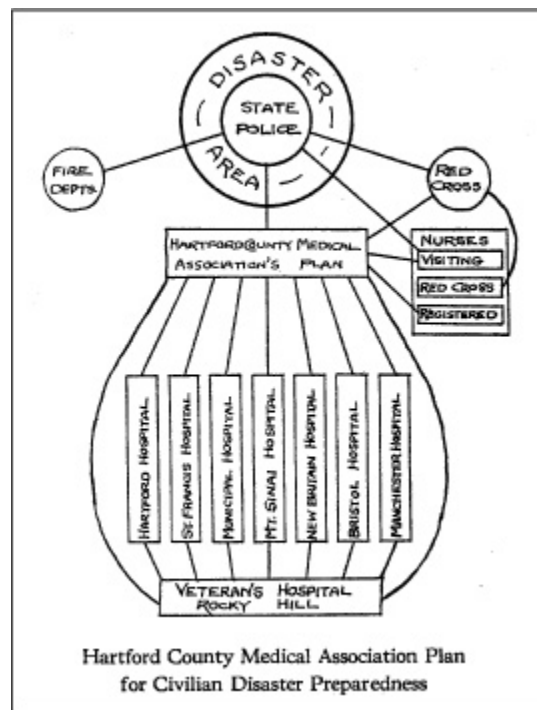 DISASTER
AREA
STATE
POLICE
FIRE
DEPTS.
RED
CROSS
HARTFORD COUNTY MEDICAL
ASSOCIATION'S PLAN
NURSES
VISITING
RED CROSS
REGISTERED
HARTFORD HOSPITAL
ST. FRANCIS HOSPITAL
MUNICIPAL HOSPITAL
MT. SINAI HOSPITAL
NEW BRITAIN HOSPITAL
BRISTOL HOSPITAL
MANCHESTER HOSPITAL
VETERAN'S HOSPITAL
ROCKY HILL
Hartford County Medical Association Plan
for Civilian Disaster Preparedness